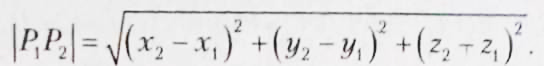 |P₁P₂| = √((x₂ − x₁)² + (y₂ − y₁)² + (z₂ − z₁)²).